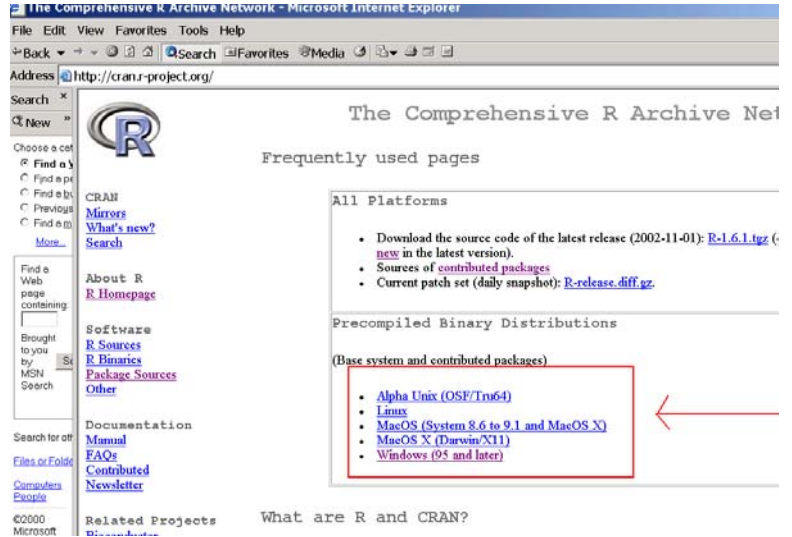 The Comprehensive R Archive Network - Microsoft Internet Explorer
File Edit View Favorites Tools Help
Back Search Favorites Media
Address http://cran.r-project.org/
Search ×
New »
Choose a cat
Find a
Find a pe
Find a bu
Previous
Find a m
More...
Find a
Web
page
containing:
Brought
to you
by
MSN
Search
Search for oth
Files or Folde
Computers
People
©2000
Microsoft
R
CRAN
Mirrors
What's new?
Search
About R
R Homepage
Software
R Sources
R Binaries
Package Sources
Other
Documentation
Manual
FAQs
Contributed
Newsletter
Related Projects
The Comprehensive R Archive Net
Frequently used pages
All Platforms
• Download the source code of the latest release (2002-11-01): R-1.6.1.tgz (
new in the latest version).
• Sources of contributed packages
• Current patch set (daily snapshot): R-release.diff.gz.
Precompiled Binary Distributions
(Base system and contributed packages)
• Alpha Unix (OSF/Tru64)
• Linux
• MacOS (System 8.6 to 9.1 and MacOS X)
• MacOS X (Darwin/X11)
• Windows (95 and later)
What are R and CRAN?